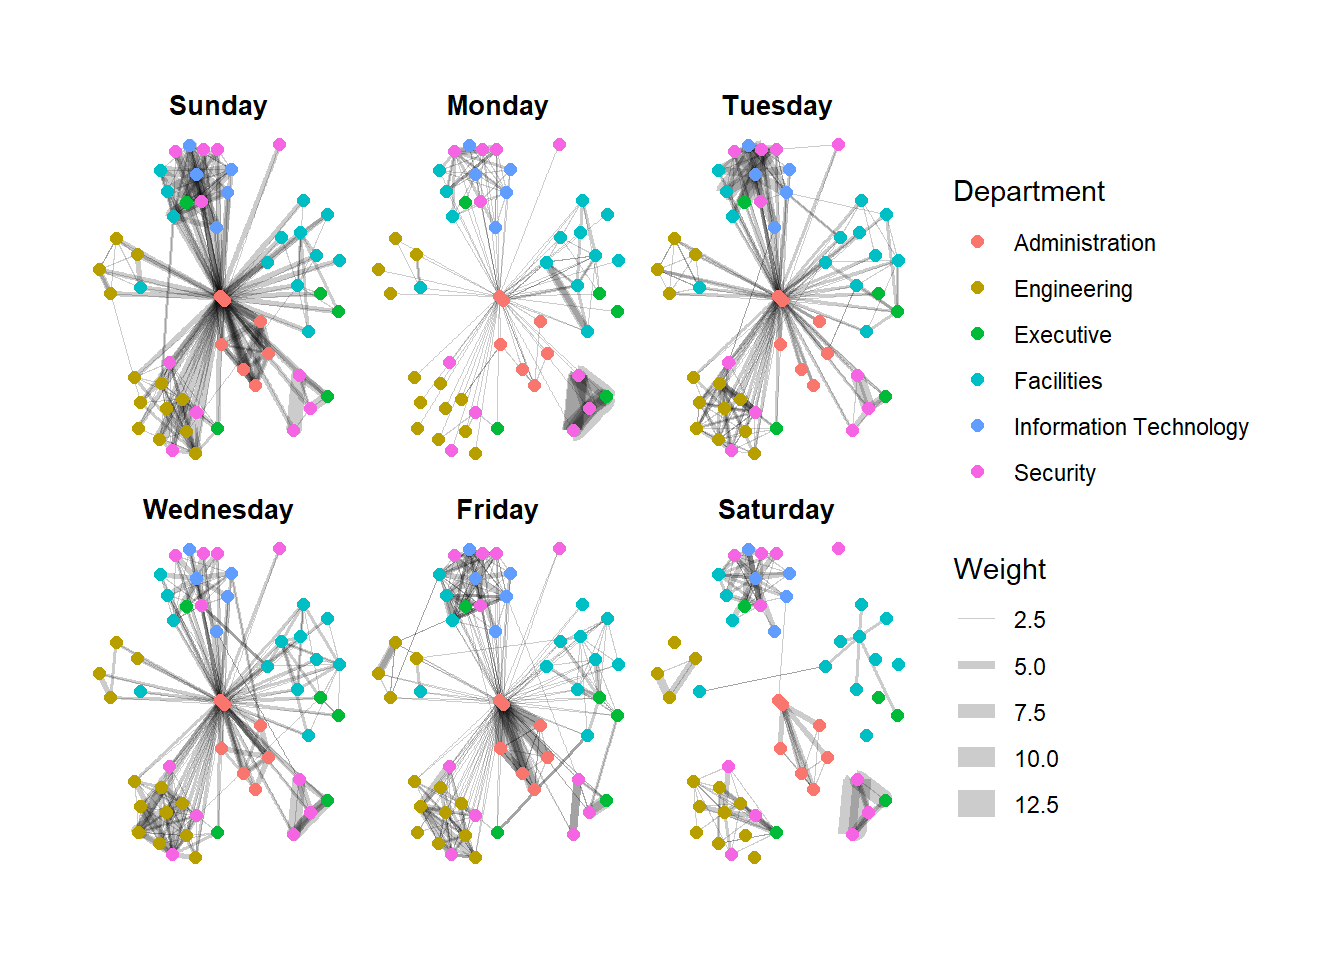 Sunday
Monday
Tuesday
Wednesday
Friday
Saturday
Department
Administration
Engineering
Executive
Facilities
Information Technology
Security
Weight
2.5
5.0
7.5
10.0
12.5